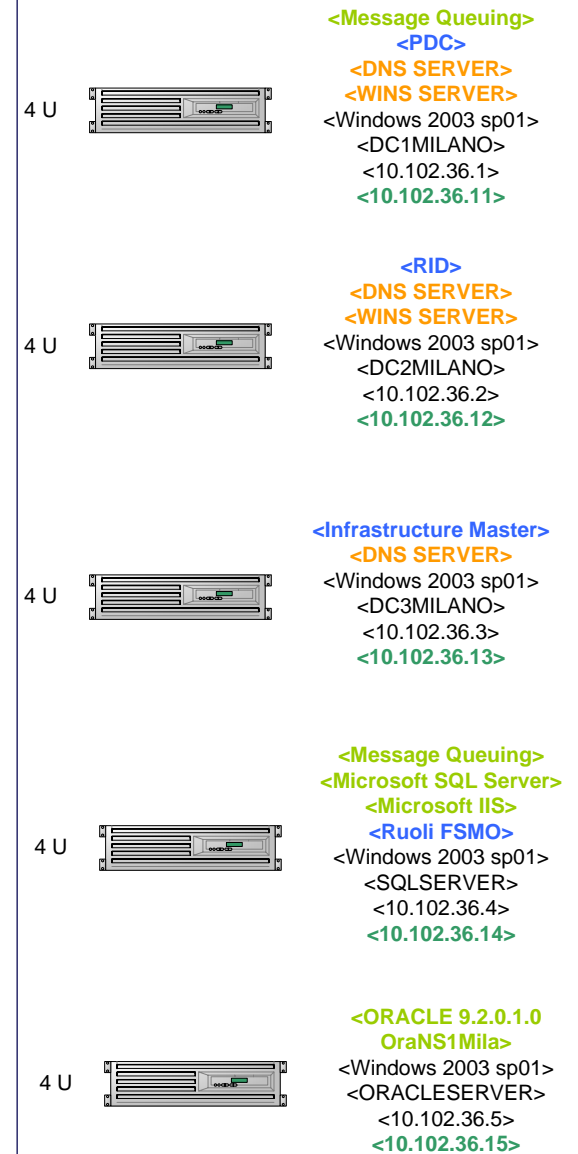 <Message Queuing>
<PDC>
<DNS SERVER>
<WINS SERVER>
4 U
<Windows 2003 sp01>
<DC1MILANO>
<10.102.36.1>
<10.102.36.11>
<RID>
<DNS SERVER>
<WINS SERVER>
4 U
<Windows 2003 sp01>
<DC2MILANO>
<10.102.36.2>
<10.102.36.12>
<Infrastructure Master>
<DNS SERVER>
<Windows 2003 sp01>
4 U
<DC3MILANO>
<10.102.36.3>
<10.102.36.13>
<Message Queuing>
<Microsoft SQL Server>
<Microsoft IIS>
<Ruoli FSMO>
4 U
<Windows 2003 sp01>
<SQLSERVER>
<10.102.36.4>
<10.102.36.14>
<ORACLE 9.2.0.1.0
OraNS1Mila>
<Windows 2003 sp01>
4 U
<ORACLESERVER>
<10.102.36.5>
<10.102.36.15>